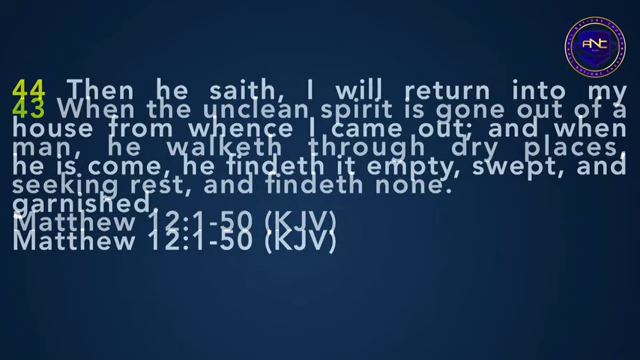 44 Then he saith, I will return into my
43 When the unclean spirit is gone out of a
house from whence I came out; and when
man, he walketh through dry places,
he is come, he findeth it empty, swept, and
seeking rest, and findeth none.
garnished.
Matthew 12:1-50 (KJV)
Matthew 12:1-50 (KJV)
ANC